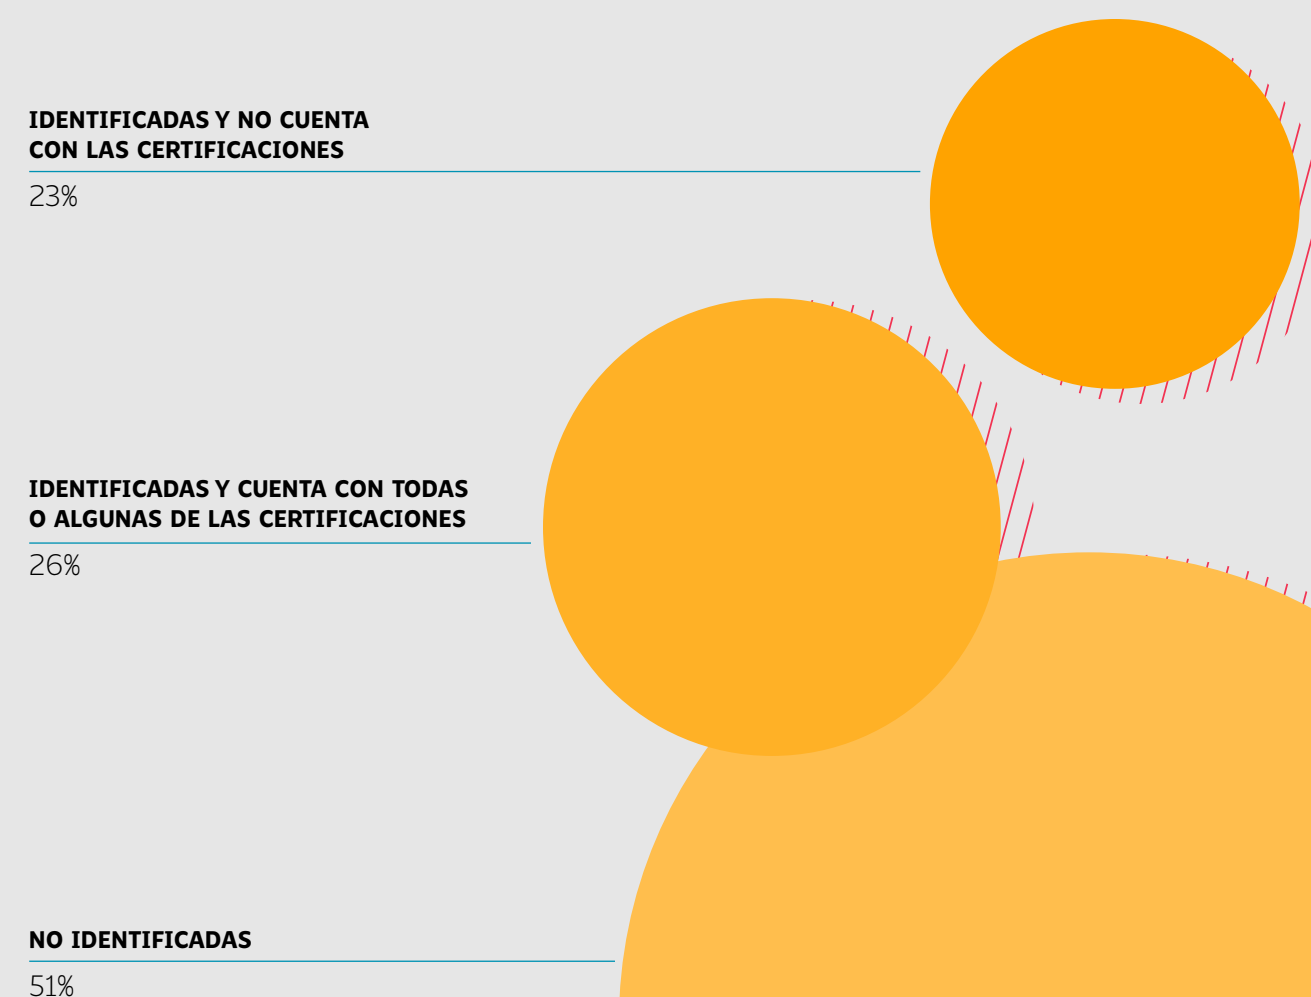 IDENTIFICADAS Y NO CUENTA
CON LAS CERTIFICACIONES
23%
IDENTIFICADAS Y CUENTA CON TODAS
O ALGUNAS DE LAS CERTIFICACIONES
26%
NO IDENTIFICADAS
51%